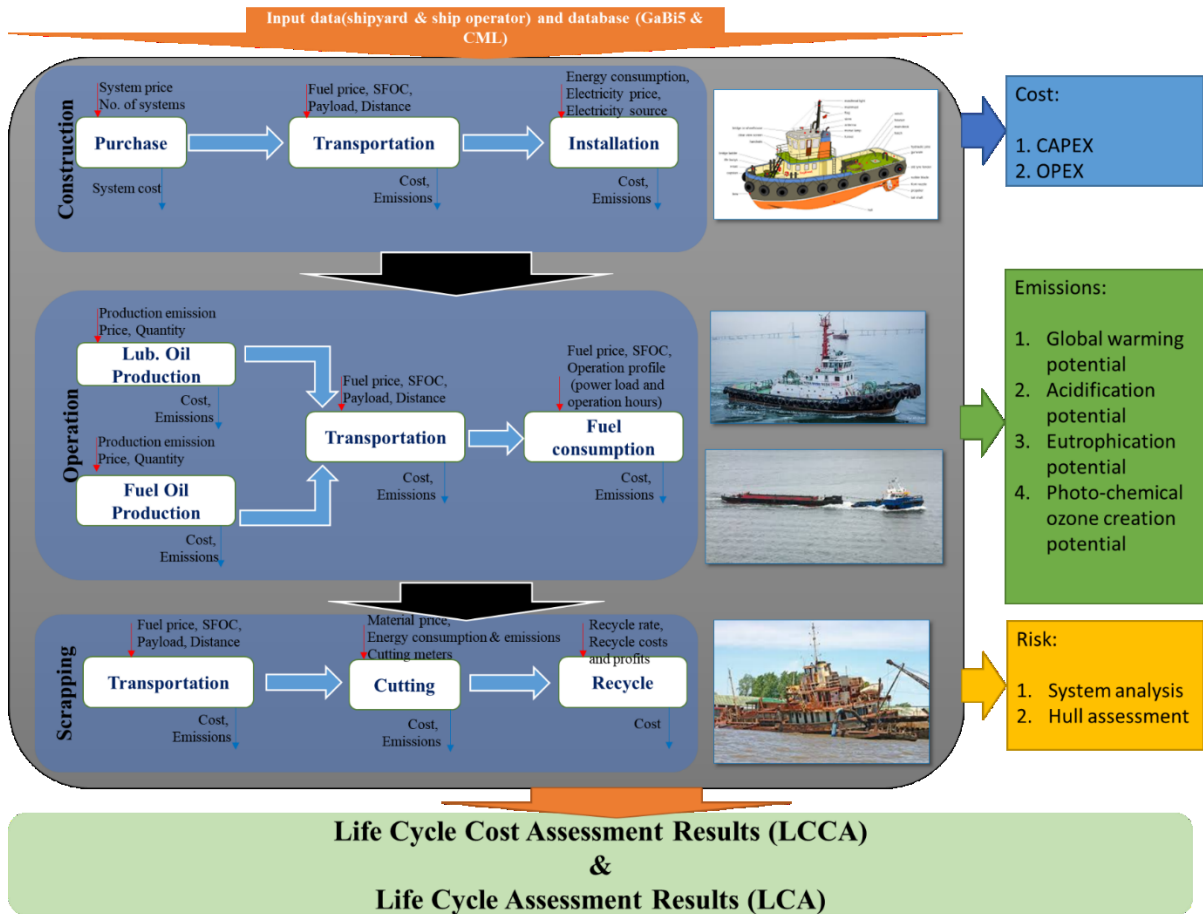 Input data(shipyard & ship operator) and database (GaBi5 &
CML)
Construction
System price
No. of systems
Purchase
System cost
Fuel price, SFOC,
Payload, Distance
Transportation
Cost,
Emissions
Energy consumption,
Electricity price,
Electricity source
Installation
Cost,
Emissions
Operation
Production emission
Price, Quantity
Lub. Oil
Production
Cost,
Emissions
Production emission
Price, Quantity
Fuel Oil
Production
Cost,
Emissions
Fuel price, SFOC,
Payload, Distance
Transportation
Cost,
Emissions
Fuel price, SFOC,
Operation profile
(power load and
operation hours)
Fuel
consumption
Cost,
Emissions
Scrapping
Fuel price, SFOC,
Payload, Distance
Transportation
Cost,
Emissions
Material price,
Energy consumption & emissions
Cutting meters
Cutting
Cost,
Emissions
Recycle rate,
Recycle costs
and profits
Recycle
Cost
Cost:
1. CAPEX
2. OPEX
Emissions:
1. Global warming
potential
2. Acidification
potential
3. Eutrophication
potential
4. Photo-chemical
ozone creation
potential
Risk:
1. System analysis
2. Hull assessment
Life Cycle Cost Assessment Results (LCCA)
&
Life Cycle Assessment Results (LCA)